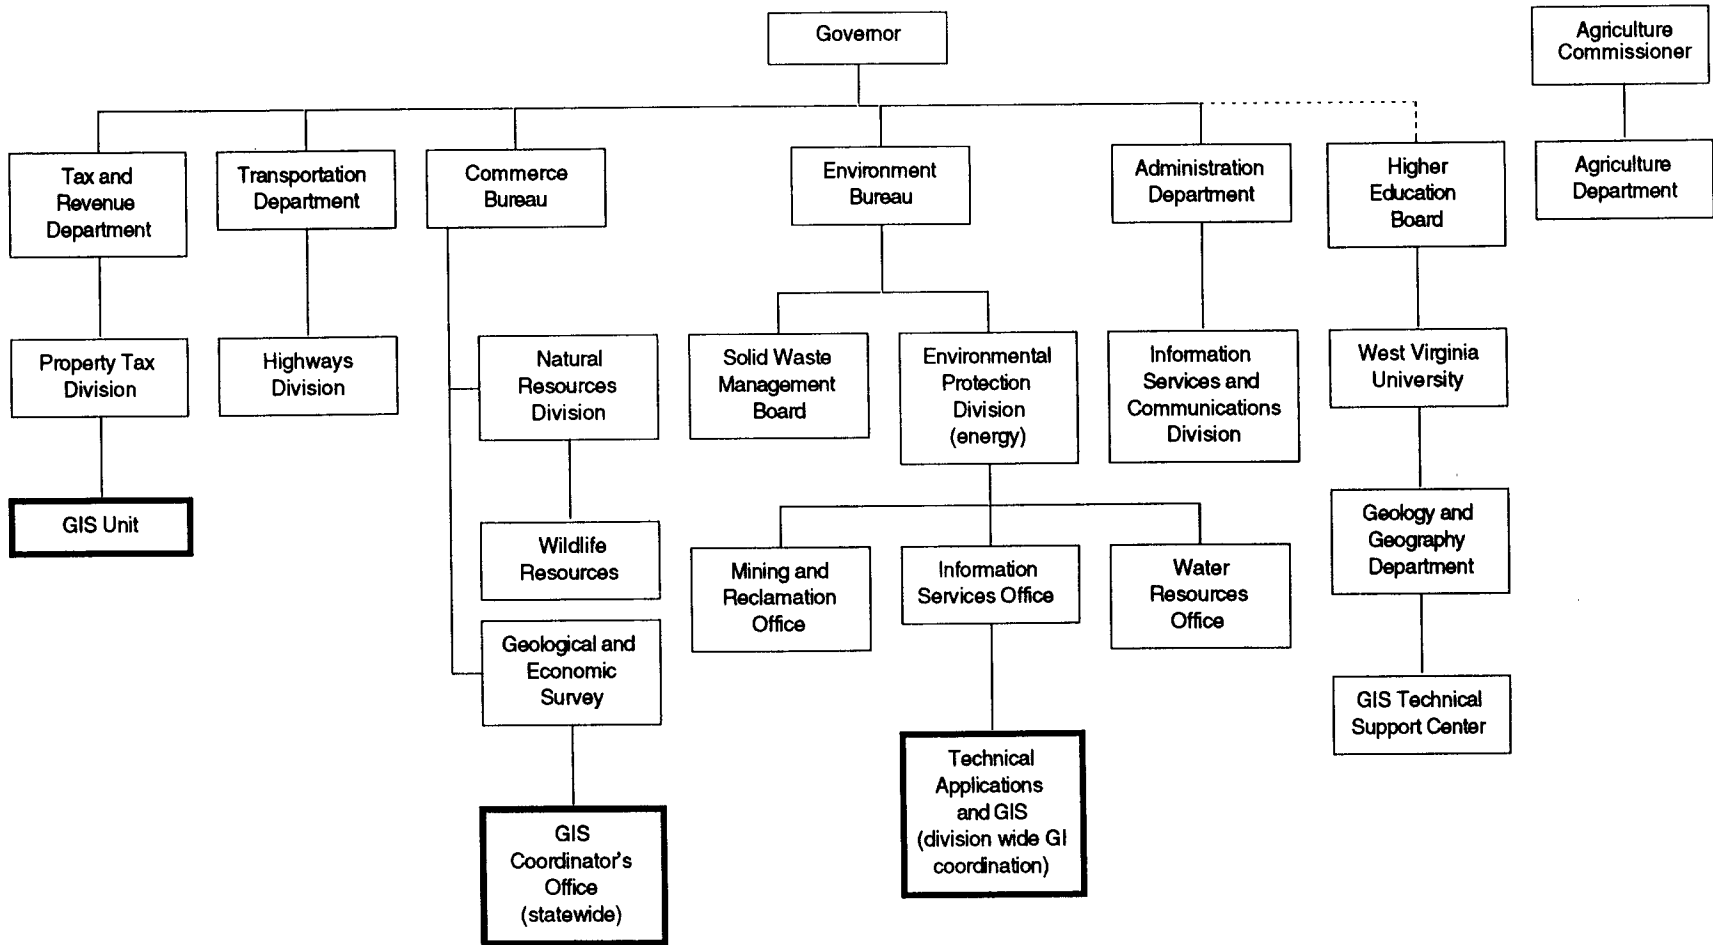 Governor
Agriculture
Commissioner
Tax and
Revenue
Department
Transportation
Department
Commerce
Bureau
Environment
Bureau
Administration
Department
Higher
Education
Board
Agriculture
Department
Property Tax
Division
Highways
Division
Natural
Resources
Division
Solid Waste
Management
Board
Environmental
Protection
Division
(energy)
Information
Services and
Communications
Division
West Virginia
University
GIS Unit
Wildlife
Resources
Geological and
Economic
Survey
Mining and
Reclamation
Office
Information
Services Office
Water
Resources
Office
Geology and
Geography
Department
GIS Technical
Support Center
GIS
Coordinator's
Office
(statewide)
Technical
Applications
and GIS
(division wide GI
coordination)